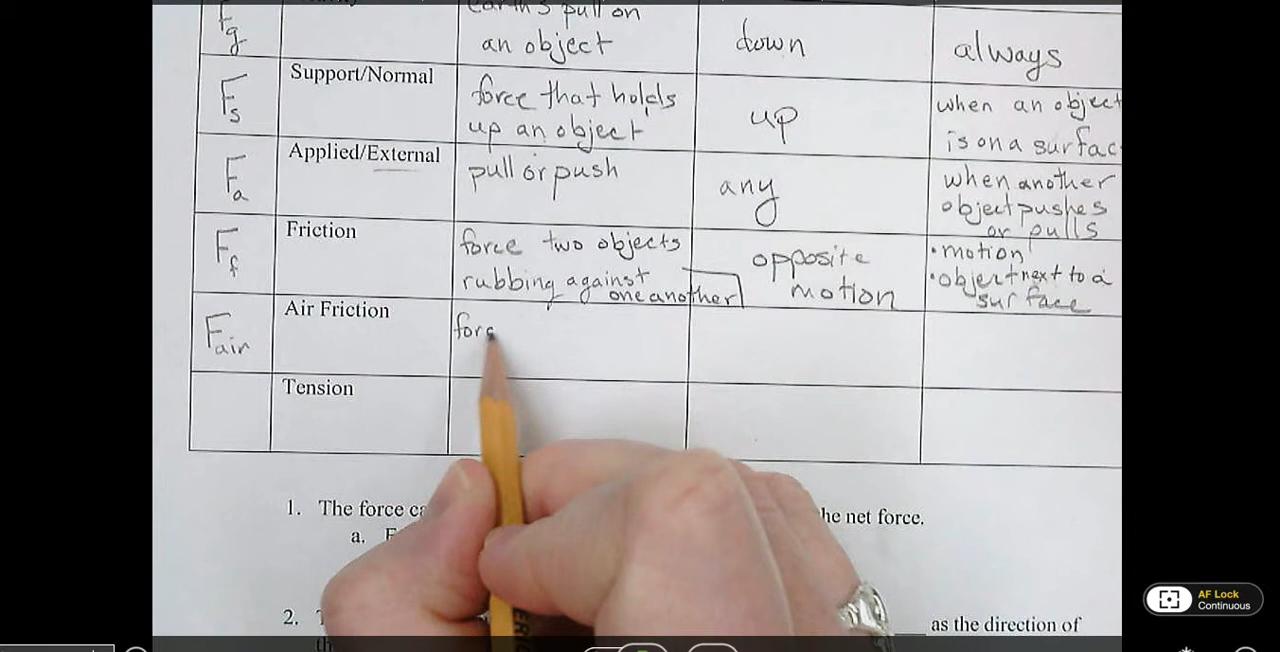 Fg
earth's pull on
an object
down
always
Fs
Support/Normal
force that holds
up an object
up
when an object
is on a surfac
Fa
Applied/External
pull or push
any
when another
object pushes
or pulls
Ff
Friction
force two objects
rubbing against
one another
opposite
motion
• motion
• object next to a
surface
Fair
Air Friction
forc
Tension
1. The force ca
he net force.
a.
2.
as the direction of
th
AF Lock
Continuous